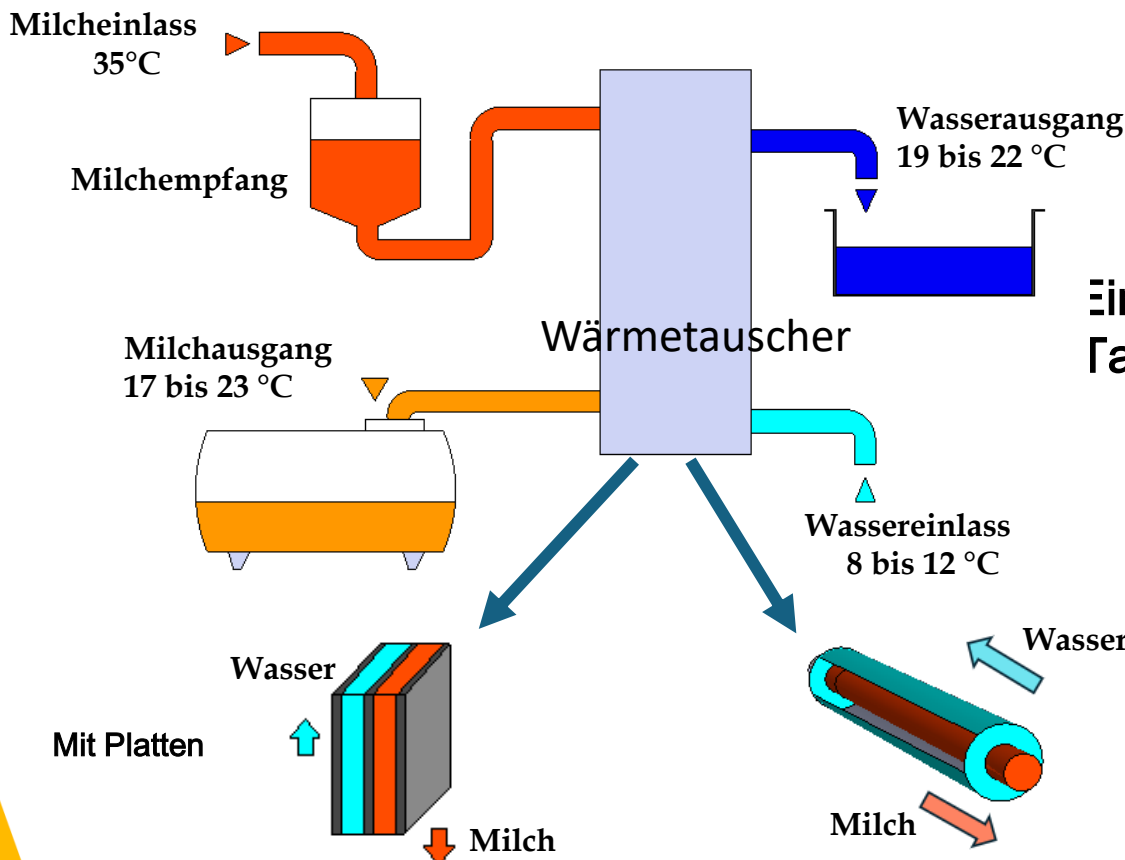 Milcheinlass
35°C
Milchempfang
Wasserausgang
19 bis 22 °C
Wärmetauscher
Milchausgang
17 bis 23 °C
Wassereinlass
8 bis 12 °C
Wasser
Mit Platten
Milch
Wasser
Milch